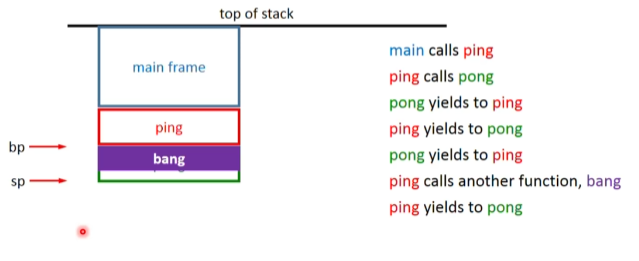 top of stack
main frame
ping
bp
bang
sp
main calls ping
ping calls pong
pong yields to ping
ping yields to pong
pong yields to ping
ping calls another function, bang
ping yields to pong